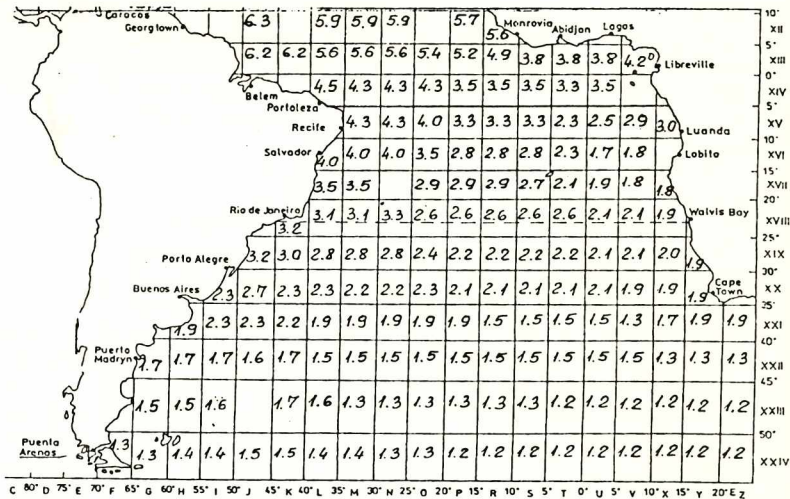 Caracas 6.3 5.9 5.9 5.9 5.7 Lagos 10°
Georgtown 5.6 Monrovia Abidjan XII
5°
6.2 6.2 5.6 5.6 5.6 5.4 5.2 4.9 3.8 3.8 3.8 4.2 Libreville XIII
0°
Belem 4.5 4.3 4.3 4.3 3.5 3.5 3.5 3.3 3.5 XIV
Portoleza 5°
Recife 4.3 4.3 4.0 3.3 3.3 3.3 2.3 2.5 2.9 3.0 Luanda XV
10°
Salvador 4.0 4.0 4.0 3.5 2.8 2.8 2.8 2.3 1.7 1.8 Lobito XVI
15°
3.5 3.5 2.9 2.9 2.9 2.7 2.1 1.9 1.8 1.8 XVII
20°
Rio de Janeiro 3.2 3.1 3.1 3.3 2.6 2.6 2.6 2.6 2.6 2.1 2.1 1.9 Walvis Bay XVIII
25°
3.2 3.0 2.8 2.8 2.8 2.4 2.2 2.2 2.2 2.2 2.1 2.1 2.0 1.9 XIX
Porto Alegre 30°
Buenos Aires 2.3 2.7 2.3 2.3 2.2 2.2 2.3 2.1 2.1 2.1 2.1 2.1 1.9 1.9 1.9 Cape Town XX
35°
1.9 2.3 2.3 2.2 1.9 1.9 1.9 1.9 1.9 1.5 1.5 1.5 1.5 1.3 1.7 1.9 1.9 XXI
40°
Puerto Madryn 1.7 1.7 1.7 1.6 1.7 1.5 1.5 1.5 1.5 1.5 1.5 1.5 1.5 1.5 1.5 1.3 1.3 1.3 XXII
45°
1.5 1.5 1.6 1.7 1.6 1.3 1.3 1.3 1.3 1.3 1.3 1.2 1.2 1.2 1.2 1.2 1.2 XXIII
50°
Puenta Arenas 1.3 1.3 1.4 1.4 1.5 1.5 1.4 1.4 1.3 1.3 1.2 1.2 1.2 1.2 1.2 1.2 1.2 1.2 1.2 XXIV
C 80° D 75° E 70° F 65° G 60° H 55° I 50° J 45° K 40° L 35° M 30° N 25° O 20° P 15° R 10° S 5° T 0° U 5° V 10° X 15° Y 20°E Z